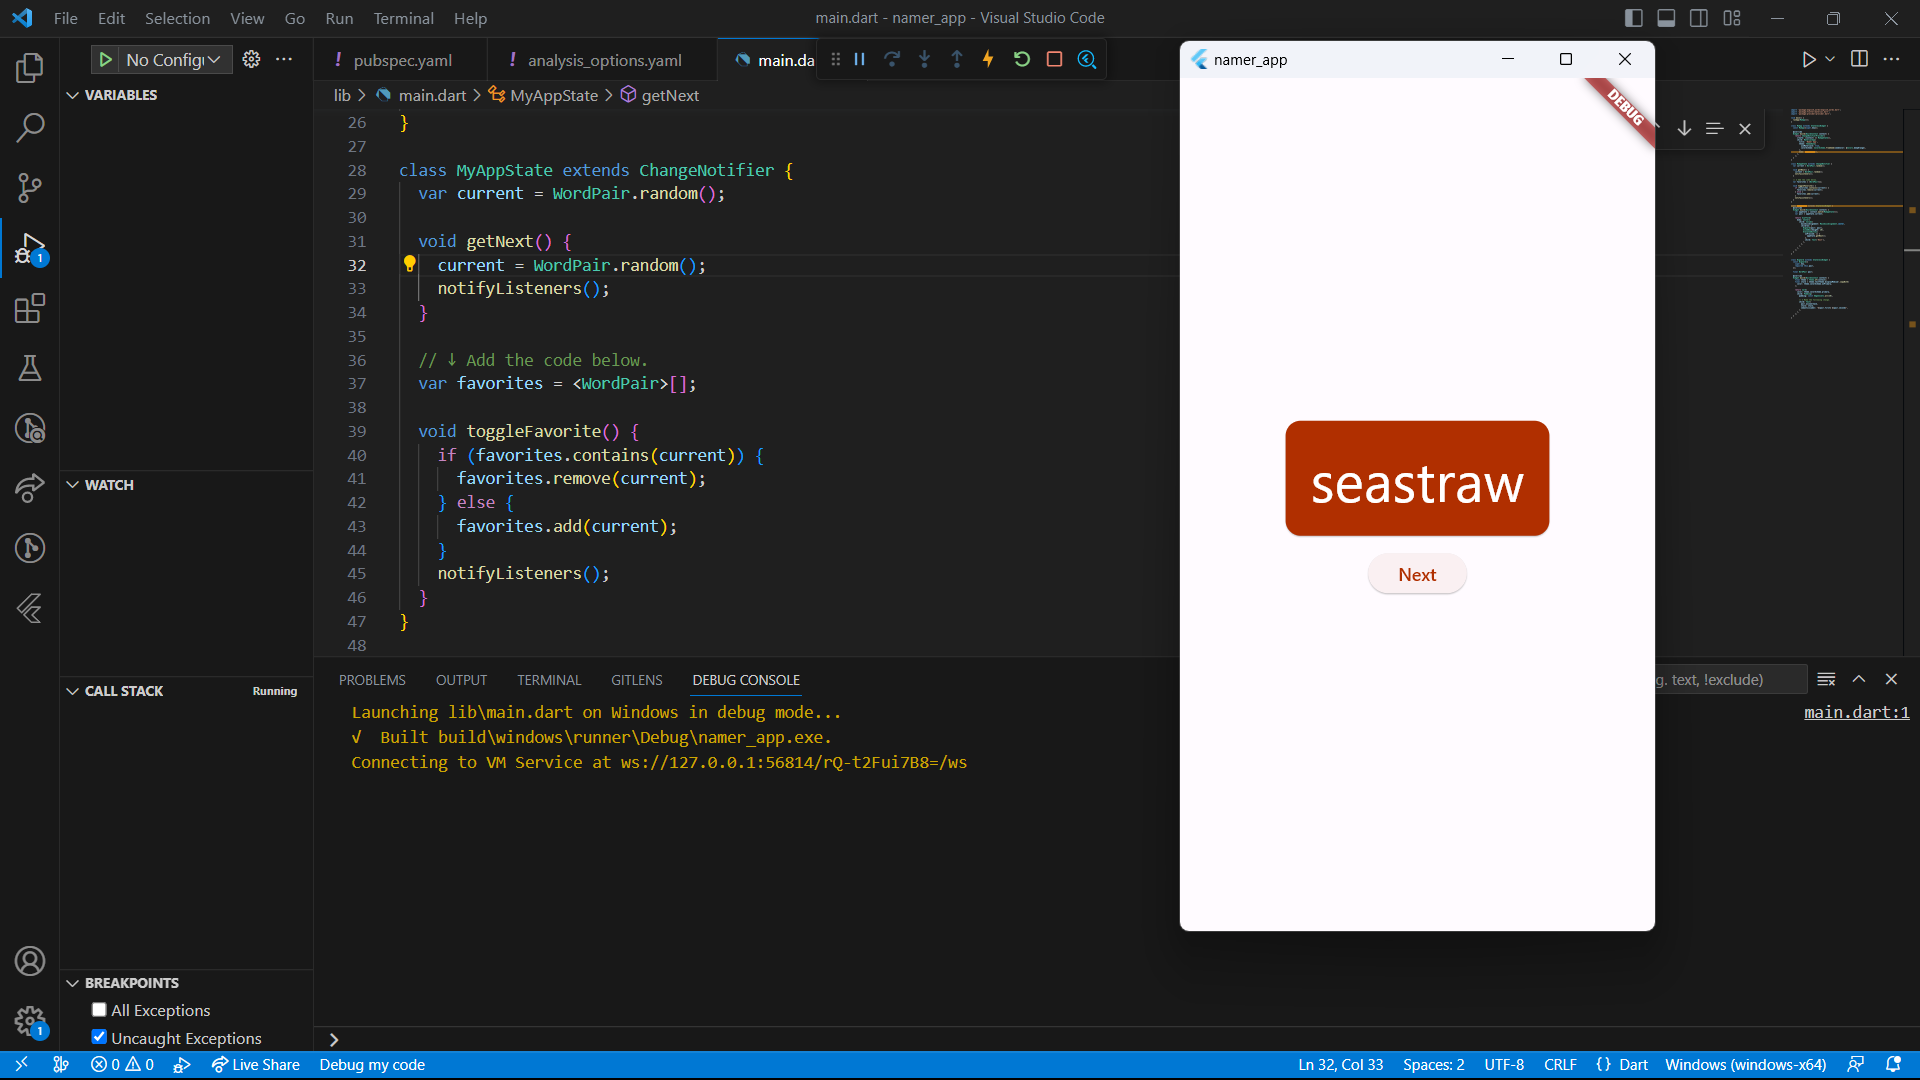 File Edit Selection View Go Run Terminal Help
main.dart - namer_app - Visual Studio Code
No Config
pubspec.yaml
analysis_options.yaml
main.da
lib > main.dart > MyAppState > getNext
VARIABLES
WATCH
CALL STACK
Running
BREAKPOINTS
All Exceptions
Uncaught Exceptions
26 }
27
28 class MyAppState extends ChangeNotifier {
29 var current = WordPair.random();
30
31 void getNext() {
32 current = WordPair.random();
33 notifyListeners();
34 }
35
36 // ↓ Add the code below.
37 var favorites = <WordPair>[];
38
39 void toggleFavorite() {
40 if (favorites.contains(current)) {
41 favorites.remove(current);
42 } else {
43 favorites.add(current);
44 }
45 notifyListeners();
46 }
47 }
48
namer_app
DEBUG
seastraw
Next
PROBLEMS OUTPUT TERMINAL GITLENS DEBUG CONSOLE
g. text, !exclude)
Launching lib\main.dart on Windows in debug mode...
main.dart:1
√ Built build\windows\runner\Debug\namer_app.exe.
Connecting to VM Service at ws://127.0.0.1:56814/rQ-t2Fui7B8=/ws
>
1
1
0 0 Live Share Debug my code
Ln 32, Col 33 Spaces: 2 UTF-8 CRLF {} Dart Windows (windows-x64)